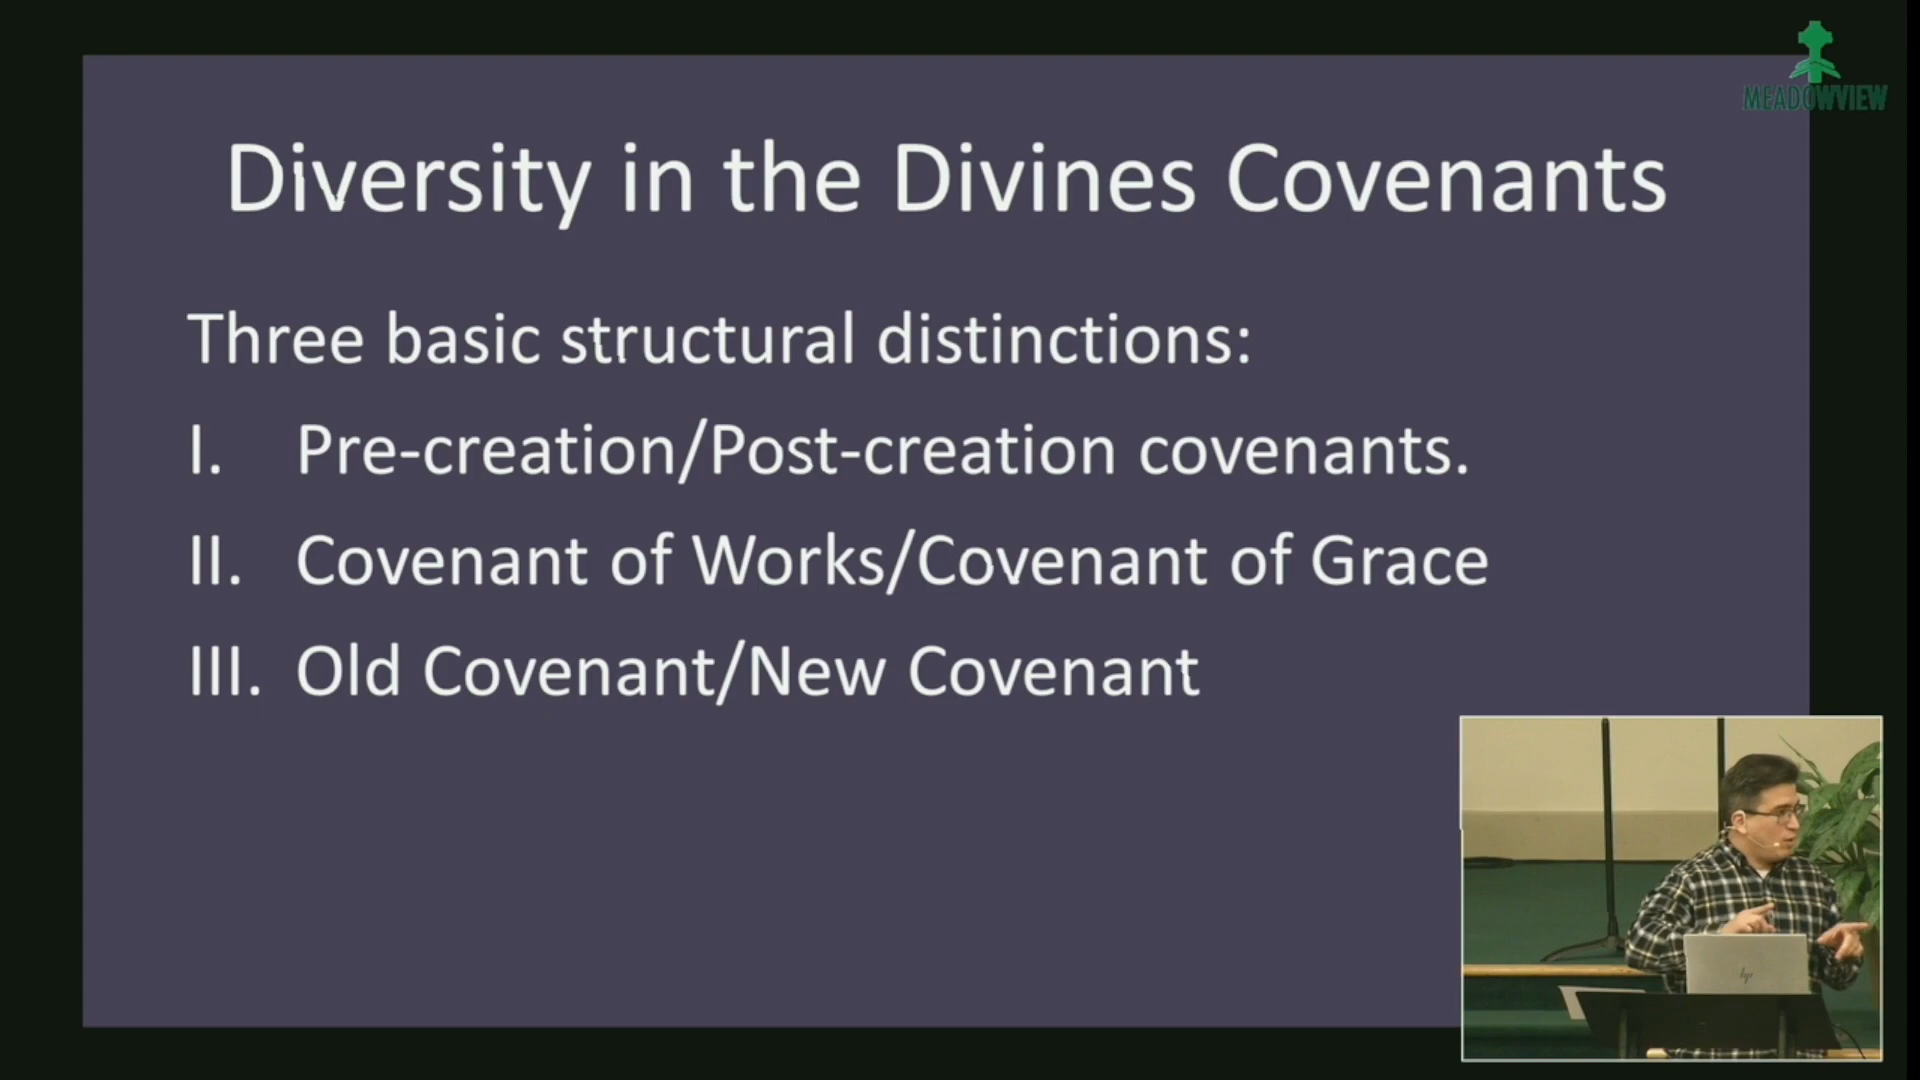 MEADOWVIEW
Diversity in the Divines Covenants
Three basic structural distinctions:
I. Pre-creation/Post-creation covenants.
II. Covenant of Works/Covenant of Grace
III. Old Covenant/New Covenant
hp